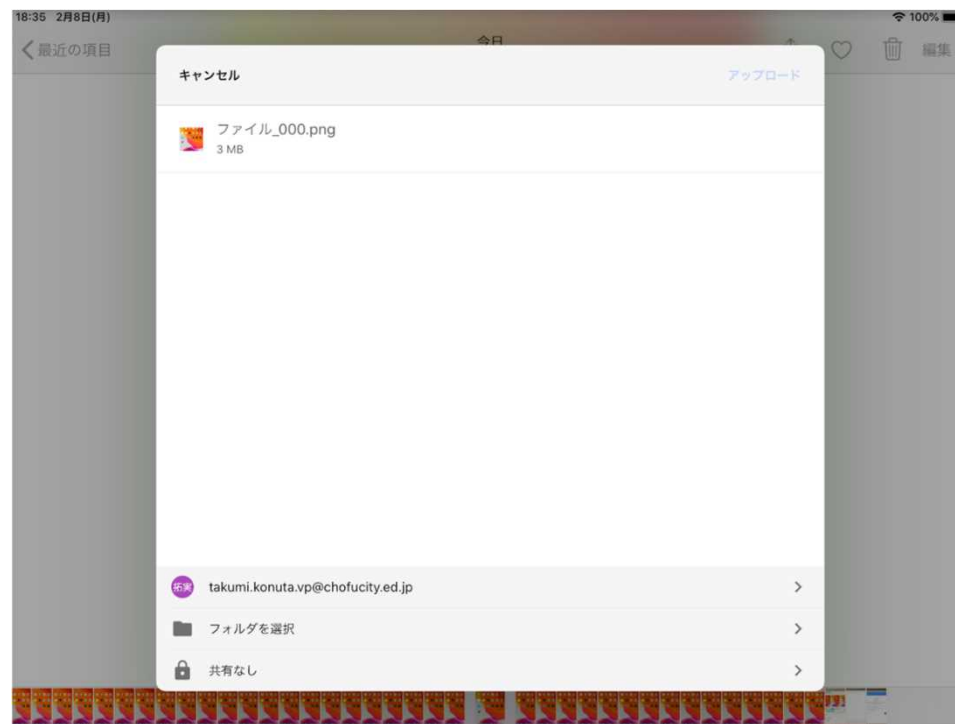 18:35 2月8日(月)
100%
最近の項目
今日
編集
キャンセル
アップロード
ファイル_000.png
3 MB
拓実
takumi.konuta.vp@chofucity.ed.jp
フォルダを選択
共有なし